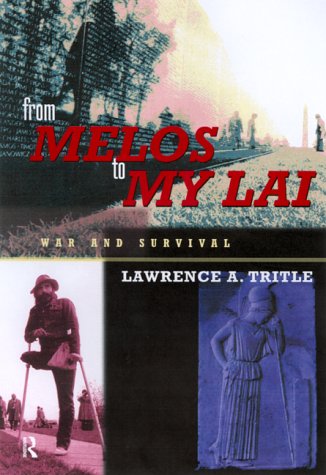 from
MELOS
to
MY LAI
WAR AND SURVIVAL
LAWRENCE A. TRITLE
R